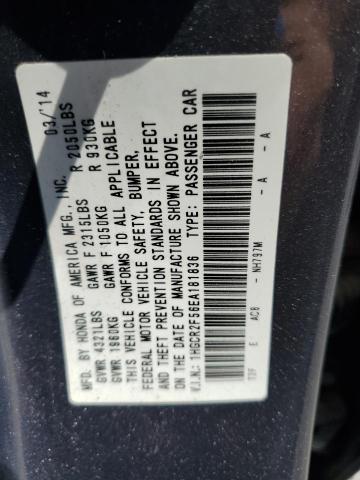 MFD. BY HONDA OF AMERICA MFG., INC. 03/14
GVWR 4321LBS GAWR F 2315LBS R 2050LBS
GVWR 1960KG GAWR F 1050KG R 930KG
THIS VEHICLE CONFORMS TO ALL APPLICABLE
FEDERAL MOTOR VEHICLE SAFETY, BUMPER,
AND THEFT PREVENTION STANDARDS IN EFFECT
ON THE DATE OF MANUFACTURE SHOWN ABOVE.
V.I.N.: 1HGCR2F56EA181836 TYPE: PASSENGER CAR
T2F E AC8 - NH797M - A - A